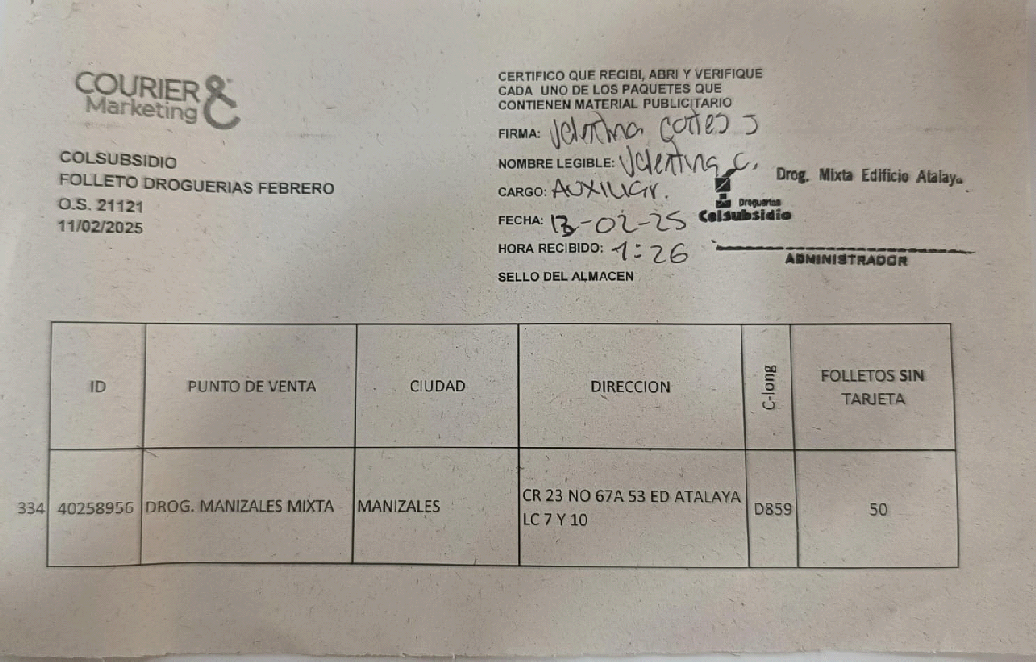 COURIER &
Marketing
COLSUBSIDIO
FOLLETO DROGUERIAS FEBRERO
O.S. 21121
11/02/2025
CERTIFICO QUE RECIBI, ABRI Y VERIFIQUE
CADA UNO DE LOS PAQUETES QUE
CONTIENEN MATERIAL PUBLICITARIO
FIRMA: Valentina Cortes J
NOMBRE LEGIBLE: Valentina C.
CARGO: Auxiliar.
FECHA: 13-02-25
HORA RECIBIDO: 1:26
SELLO DEL ALMACEN
Drog. Mixta Edificio Atalaya
Droguerías
Colsubsidio
ADMINISTRADOR
ID PUNTO DE VENTA CIUDAD DIRECCION C-long FOLLETOS SIN TARJETA
334 40258956 DROG. MANIZALES MIXTA MANIZALES CR 23 NO 67A 53 ED ATALAYA LC 7 Y 10 D859 50